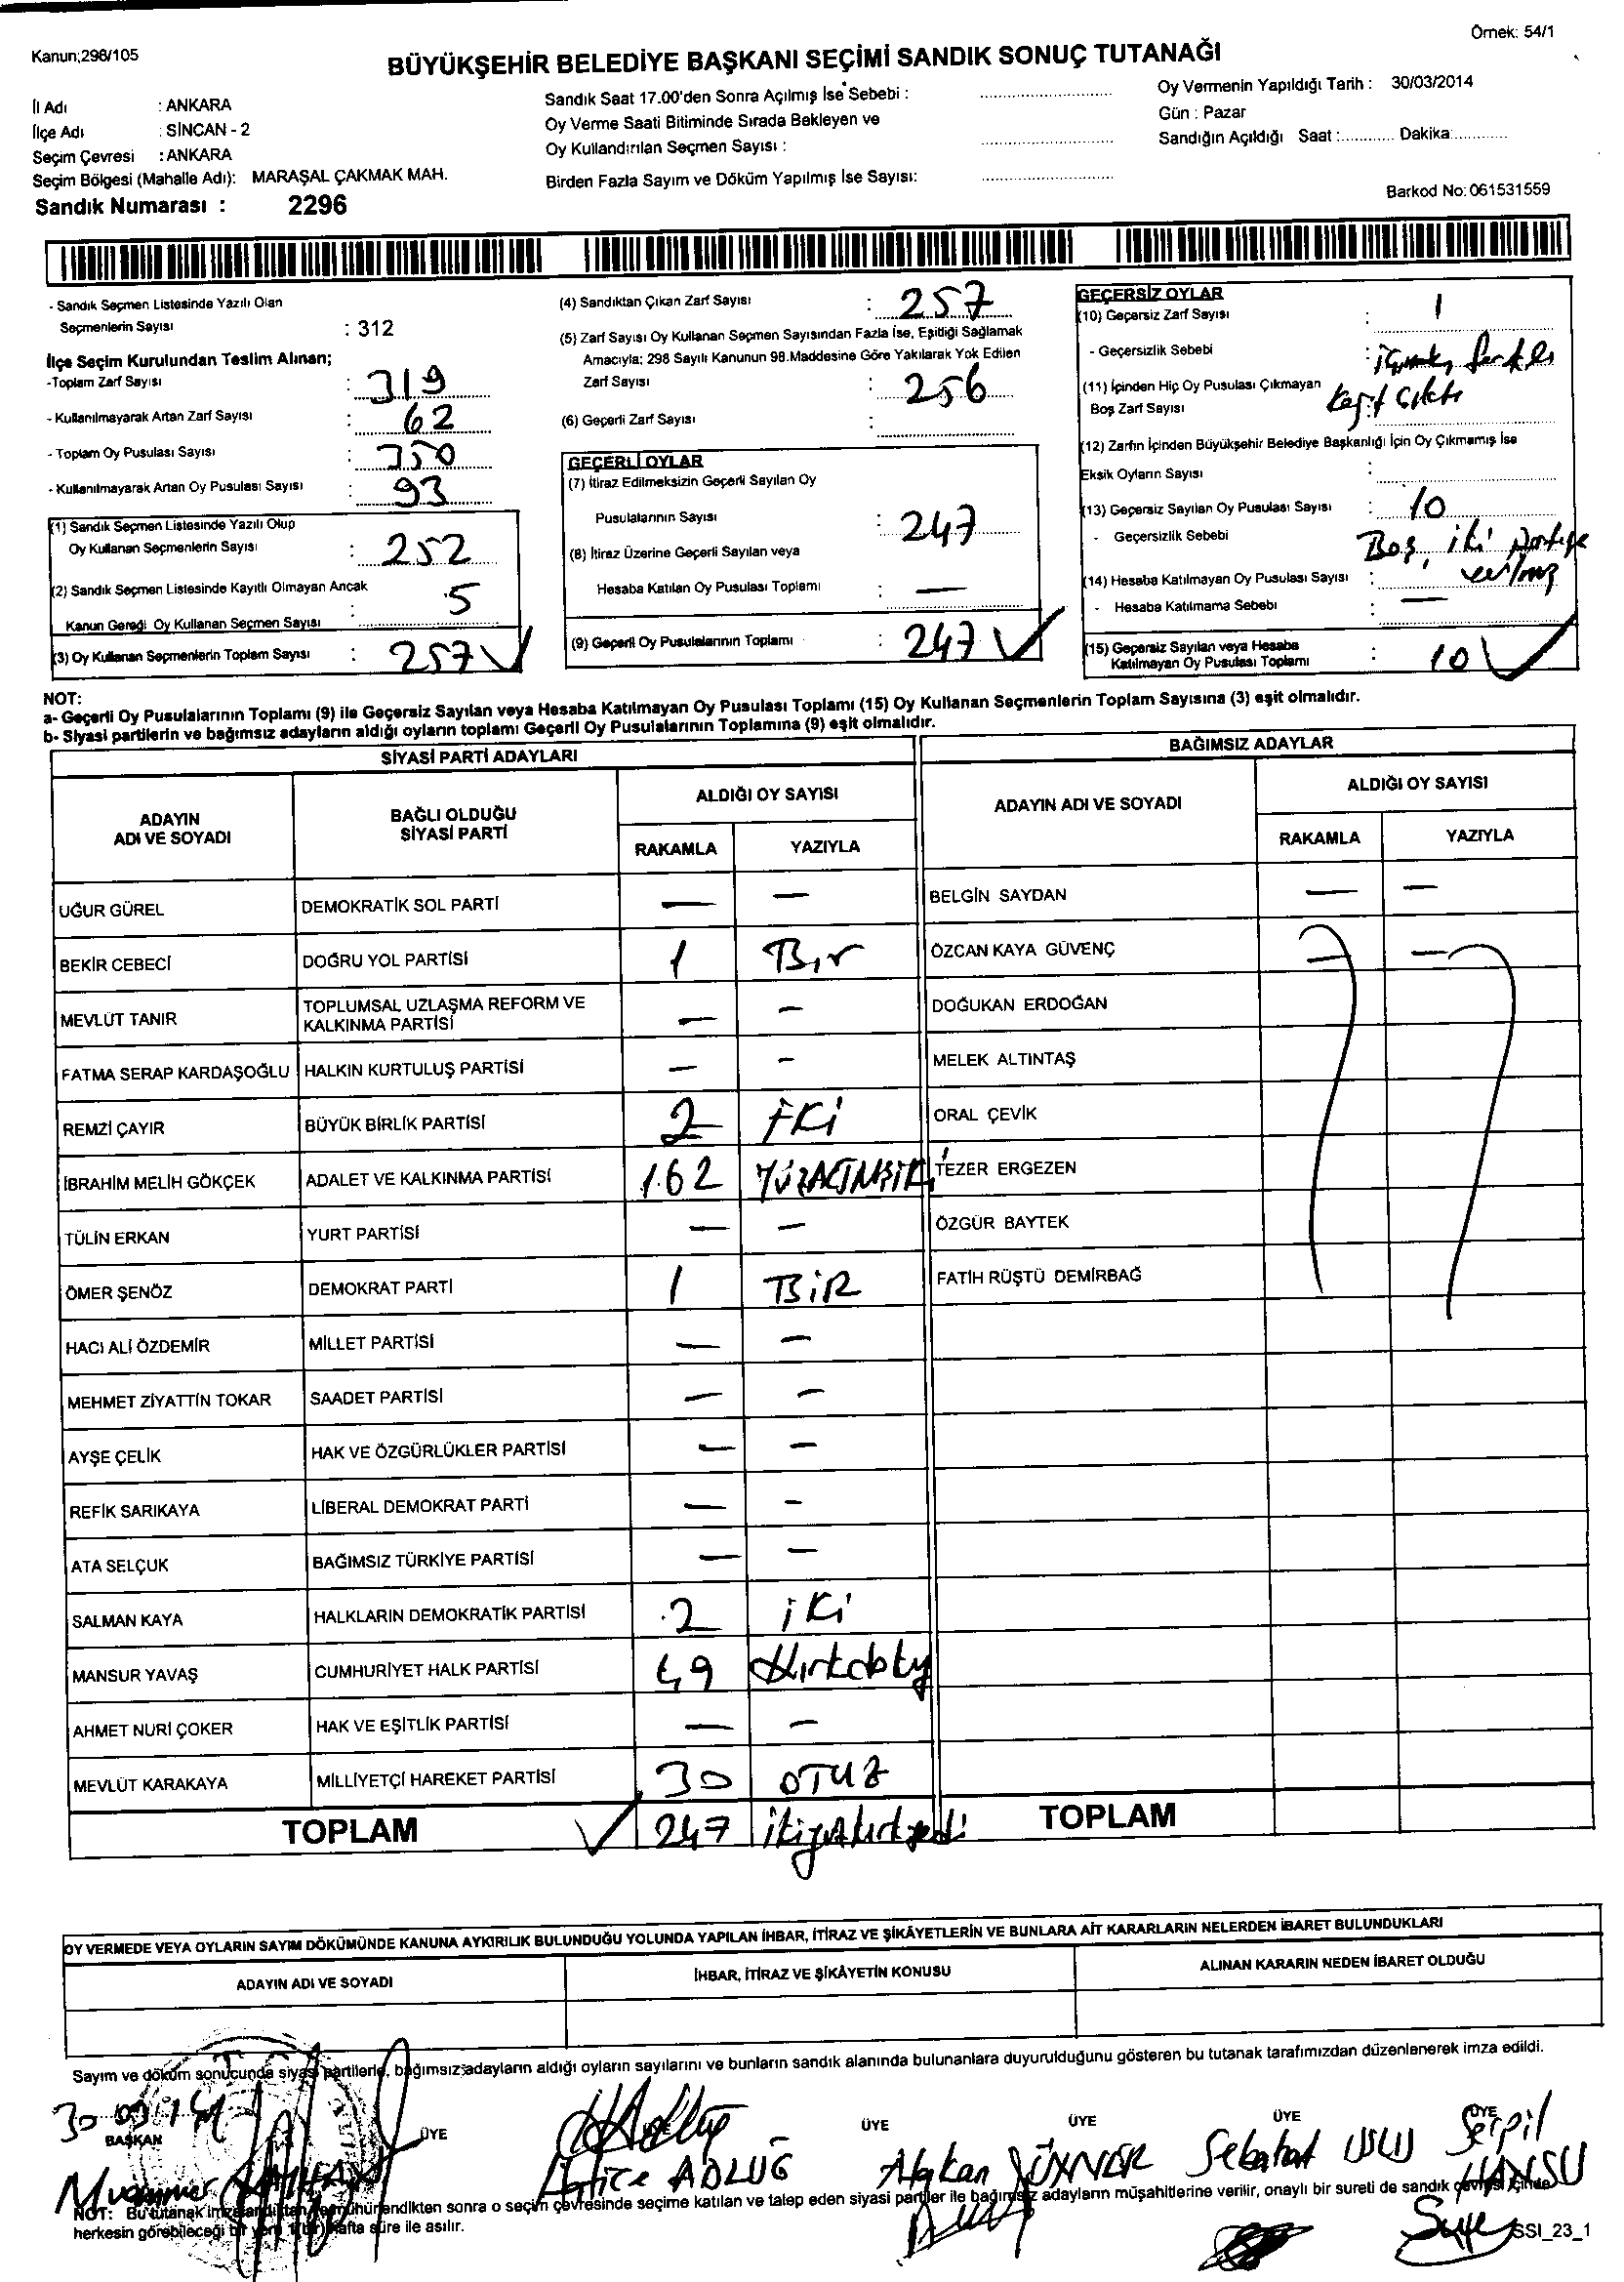 Kanun;298/105
Örnek: 54/1
BÜYÜKŞEHİR BELEDİYE BAŞKANI SEÇİMİ SANDIK SONUÇ TUTANAĞI
İl Adı : ANKARA
İlçe Adı : SİNCAN - 2
Seçim Çevresi : ANKARA
Seçim Bölgesi (Mahalle Adı): MARAŞAL ÇAKMAK MAH.
Sandık Numarası : 2296
Sandık Saat 17.00'den Sonra Açılmış İse Sebebi :
Oy Verme Saati Bitiminde Sırada Bekleyen ve
Oy Kullandırılan Seçmen Sayısı :
Birden Fazla Sayım ve Döküm Yapılmış İse Sayısı:
Oy Vermenin Yapıldığı Tarih : 30/03/2014
Gün : Pazar
Sandığın Açıldığı Saat :............ Dakika:............
Barkod No: 061531559
- Sandık Seçmen Listesinde Yazılı Olan
Seçmenlerin Sayısı : 312
İlçe Seçim Kurulundan Teslim Alınan;
-Toplam Zarf Sayısı : 319
- Kullanılmayarak Artan Zarf Sayısı : 62
- Toplam Oy Pusulası Sayısı : 350
- Kullanılmayarak Artan Oy Pusulası Sayısı : 93
(1) Sandık Seçmen Listesinde Yazılı Olup
Oy Kullanan Seçmenlerin Sayısı : 252
(2) Sandık Seçmen Listesinde Kayıtlı Olmayan Ancak
Kanun Gereği Oy Kullanan Seçmen Sayısı : 5
(3) Oy Kullanan Seçmenlerin Toplam Sayısı : 257
(4) Sandıktan Çıkan Zarf Sayısı : 257
(5) Zarf Sayısı Oy Kullanan Seçmen Sayısından Fazla İse, Eşitliği Sağlamak
Amacıyla; 298 Sayılı Kanunun 98.Maddesine Göre Yakılarak Yok Edilen
Zarf Sayısı : 256
(6) Geçerli Zarf Sayısı :
GEÇERLİ OYLAR
(7) İtiraz Edilmeksizin Geçerli Sayılan Oy
Pusulalarının Sayısı : 247
(8) İtiraz Üzerine Geçerli Sayılan veya
Hesaba Katılan Oy Pusulası Toplamı : —
(9) Geçerli Oy Pusulalarının Toplamı : 247
GEÇERSİZ OYLAR
(10) Geçersiz Zarf Sayısı : 1
- Geçersizlik Sebebi : farklı
(11) İçinden Hiç Oy Pusulası Çıkmayan
Boş Zarf Sayısı
(12) Zarfın İçinden Büyükşehir Belediye Başkanlığı İçin Oy Çıkmamış İse
Eksik Oyların Sayısı :
(13) Geçersiz Sayılan Oy Pusulası Sayısı : 10
- Geçersizlik Sebebi Boş, iki partiye
(14) Hesaba Katılmayan Oy Pusulası Sayısı :
- Hesaba Katılmama Sebebi : —
(15) Geçersiz Sayılan veya Hesaba
Katılmayan Oy Pusulası Toplamı : 10
NOT:
a- Geçerli Oy Pusulalarının Toplamı (9) ile Geçersiz Sayılan veya Hesaba Katılmayan Oy Pusulası Toplamı (15) Oy Kullanan Seçmenlerin Toplam Sayısına (3) eşit olmalıdır.
b- Siyasi partilerin ve bağımsız adayların aldığı oyların toplamı Geçerli Oy Pusulalarının Toplamına (9) eşit olmalıdır.
SİYASİ PARTİ ADAYLARI
ADAYIN ADI VE SOYADI BAĞLI OLDUĞU SİYASİ PARTİ ALDIĞI OY SAYISI RAKAMLA YAZIYLA
UĞUR GÜREL DEMOKRATİK SOL PARTİ — —
BEKİR CEBECİ DOĞRU YOL PARTİSİ 1 Bir
MEVLÜT TANIR TOPLUMSAL UZLAŞMA REFORM VE KALKINMA PARTİSİ — —
FATMA SERAP KARDAŞOĞLU HALKIN KURTULUŞ PARTİSİ — —
REMZİ ÇAYIR BÜYÜK BİRLİK PARTİSİ 2 İKİ
İBRAHİM MELİH GÖKÇEK ADALET VE KALKINMA PARTİSİ 162 YÜZALTMIŞİKİ
TÜLİN ERKAN YURT PARTİSİ — —
ÖMER ŞENÖZ DEMOKRAT PARTİ 1 BİR
HACI ALİ ÖZDEMİR MİLLET PARTİSİ — —
MEHMET ZİYATTİN TOKAR SAADET PARTİSİ — —
AYŞE ÇELİK HAK VE ÖZGÜRLÜKLER PARTİSİ — —
REFİK SARIKAYA LİBERAL DEMOKRAT PARTİ — —
ATA SELÇUK BAĞIMSIZ TÜRKİYE PARTİSİ — —
SALMAN KAYA HALKLARIN DEMOKRATİK PARTİSİ 2 İKİ
MANSUR YAVAŞ CUMHURİYET HALK PARTİSİ 49 Kırkdokuz
AHMET NURİ ÇOKER HAK VE EŞİTLİK PARTİSİ — —
MEVLÜT KARAKAYA MİLLİYETÇİ HAREKET PARTİSİ 30 OTUZ
TOPLAM 247 ikiyüzkırkyedi
BAĞIMSIZ ADAYLAR
ADAYIN ADI VE SOYADI ALDIĞI OY SAYISI RAKAMLA YAZIYLA
BELGİN SAYDAN — —
ÖZCAN KAYA GÜVENÇ — —
DOĞUKAN ERDOĞAN
MELEK ALTINTAŞ
ORAL ÇEVİK
TEZER ERGEZEN
ÖZGÜR BAYTEK
FATİH RÜŞTÜ DEMİRBAĞ
TOPLAM
OY VERMEDE VEYA OYLARIN SAYIM DÖKÜMÜNDE KANUNA AYKIRILIK BULUNDUĞU YOLUNDA YAPILAN İHBAR, İTİRAZ VE ŞİKÂYETLERİN VE BUNLARA AİT KARARLARIN NELERDEN İBARET BULUNDUKLARI
ADAYIN ADI VE SOYADI İHBAR, İTİRAZ VE ŞİKÂYETİN KONUSU ALINAN KARARIN NEDEN İBARET OLDUĞU
Sayım ve döküm sonucunda siyasi partilerle, bağımsız adayların aldığı oyların sayılarını ve bunların sandık alanında bulunanlara duyurulduğunu gösteren bu tutanak tarafımızdan düzenlenerek imza edildi.
30 03 14
BAŞKAN ÜYE ÜYE ÜYE ÜYE ÜYE
Muammer Hatice ADLUĞ Atakan Sebahat USLU Serpil
NOT: Bu tutanak imzalandıktan ve mühürlendikten sonra o seçim çevresinde seçime katılan ve talep eden siyasi partiler ile bağımsız adayların müşahitlerine verilir, onaylı bir sureti de sandık çevresi içinde
herkesin görebileceği bir yere 1 (bir) hafta süre ile asılır.
SSI_23_1